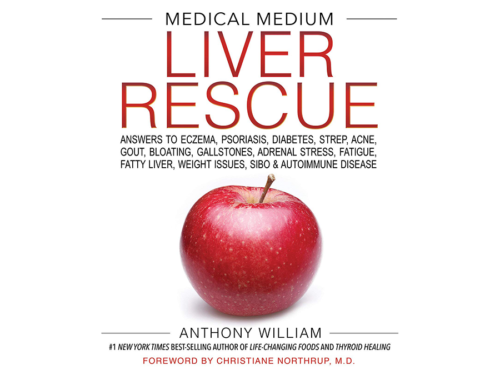 MEDICAL MEDIUM
LIVER
RESCUE
ANSWERS TO ECZEMA, PSORIASIS, DIABETES, STREP, ACNE,
GOUT, BLOATING, GALLSTONES, ADRENAL STRESS, FATIGUE,
FATTY LIVER, WEIGHT ISSUES, SIBO & AUTOIMMUNE DISEASE
ANTHONY WILLIAM
#1 NEW YORK TIMES BEST-SELLING AUTHOR OF LIFE-CHANGING FOODS AND THYROID HEALING
FOREWORD BY CHRISTIANE NORTHRUP, M.D.